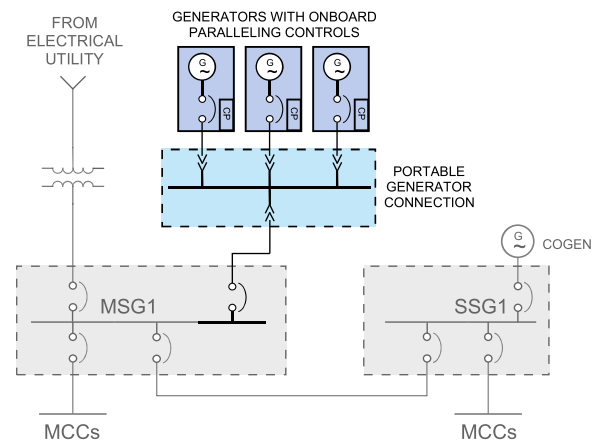 FROM
ELECTRICAL
UTILITY
GENERATORS WITH ONBOARD
PARALLELING CONTROLS
G
G
G
CP
CP
CP
PORTABLE
GENERATOR
CONNECTION
G
COGEN
MSG1
SSG1
MCCs
MCCs